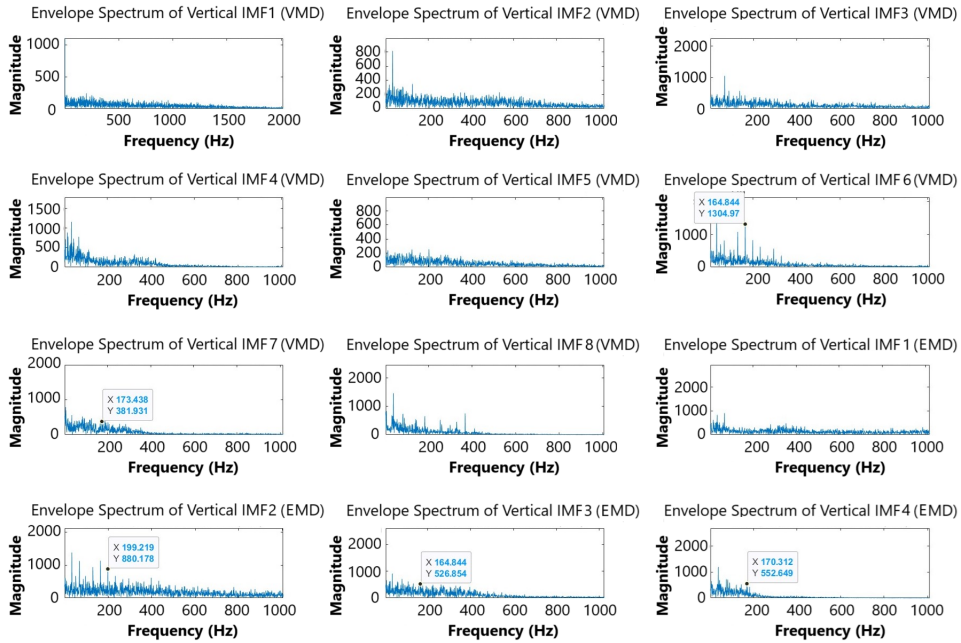 Envelope Spectrum of Vertical IMF1 (VMD)
Magnitude
1000
500
0
500
1000
1500
2000
Frequency (Hz)
Envelope Spectrum of Vertical IMF2 (VMD)
Magnitude
800
600
400
200
0
200
400
600
800
1000
Frequency (Hz)
Envelope Spectrum of Vertical IMF3 (VMD)
Magnitude
2000
1000
0
200
400
600
800
1000
Frequency (Hz)
Envelope Spectrum of Vertical IMF4 (VMD)
Magnitude
1500
1000
500
0
200
400
600
800
1000
Frequency (Hz)
Envelope Spectrum of Vertical IMF5 (VMD)
Magnitude
800
600
400
200
0
200
400
600
800
1000
Frequency (Hz)
Envelope Spectrum of Vertical IMF6 (VMD)
X 164.844
Y 1304.97
Magnitude
1000
0
200
400
600
800
1000
Frequency (Hz)
Envelope Spectrum of Vertical IMF7 (VMD)
X 173.438
Y 381.931
Magnitude
2000
1000
0
200
400
600
800
1000
Frequency (Hz)
Envelope Spectrum of Vertical IMF8 (VMD)
Magnitude
2000
1000
0
200
400
600
800
1000
Frequency (Hz)
Envelope Spectrum of Vertical IMF1 (EMD)
Magnitude
2000
1000
0
200
400
600
800
1000
Frequency (Hz)
Envelope Spectrum of Vertical IMF2 (EMD)
X 199.219
Y 880.178
Magnitude
2000
1000
0
200
400
600
800
1000
Frequency (Hz)
Envelope Spectrum of Vertical IMF3 (EMD)
X 164.844
Y 526.854
Magnitude
2000
1000
0
200
400
600
800
1000
Frequency (Hz)
Envelope Spectrum of Vertical IMF4 (EMD)
X 170.312
Y 552.649
Magnitude
2000
1000
0
200
400
600
800
1000
Frequency (Hz)